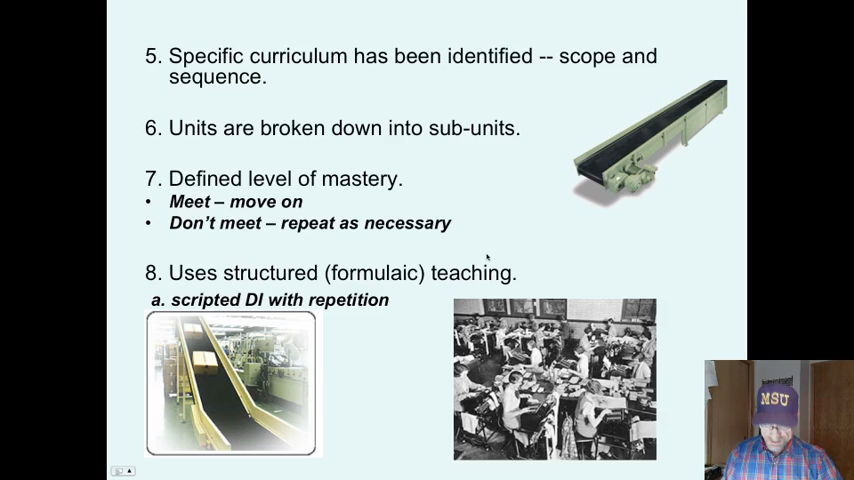 5. Specific curriculum has been identified -- scope and
sequence.
6. Units are broken down into sub-units.
7. Defined level of mastery.
• Meet – move on
• Don't meet – repeat as necessary
8. Uses structured (formulaic) teaching.
a. scripted DI with repetition
MSU